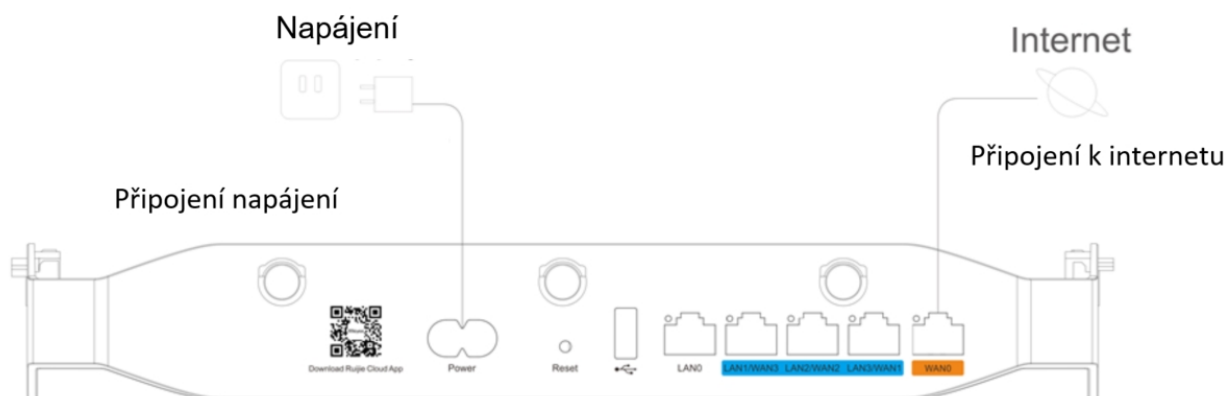 Napájení
Internet
Připojení k internetu
Připojení napájení
Download Ruijie Cloud App
Power
Reset
LAN0
LAN1/WAN3
LAN2/WAN2
LAN3/WAN1
WAN0